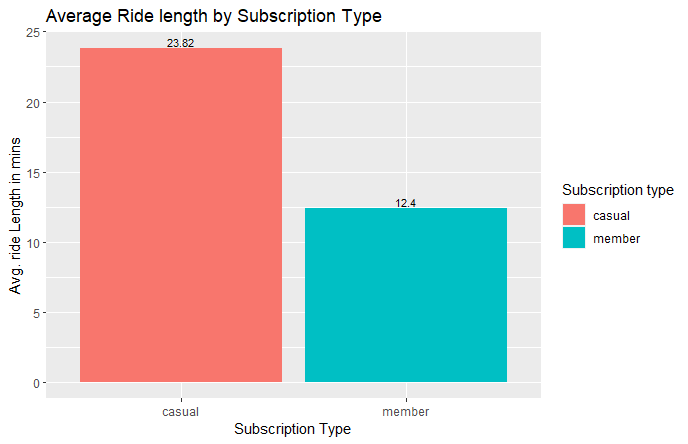 Average Ride length by Subscription Type
Avg. ride Length in mins
25
20
15
10
5
0
23.82
12.4
casual
member
Subscription Type
Subscription type
casual
member